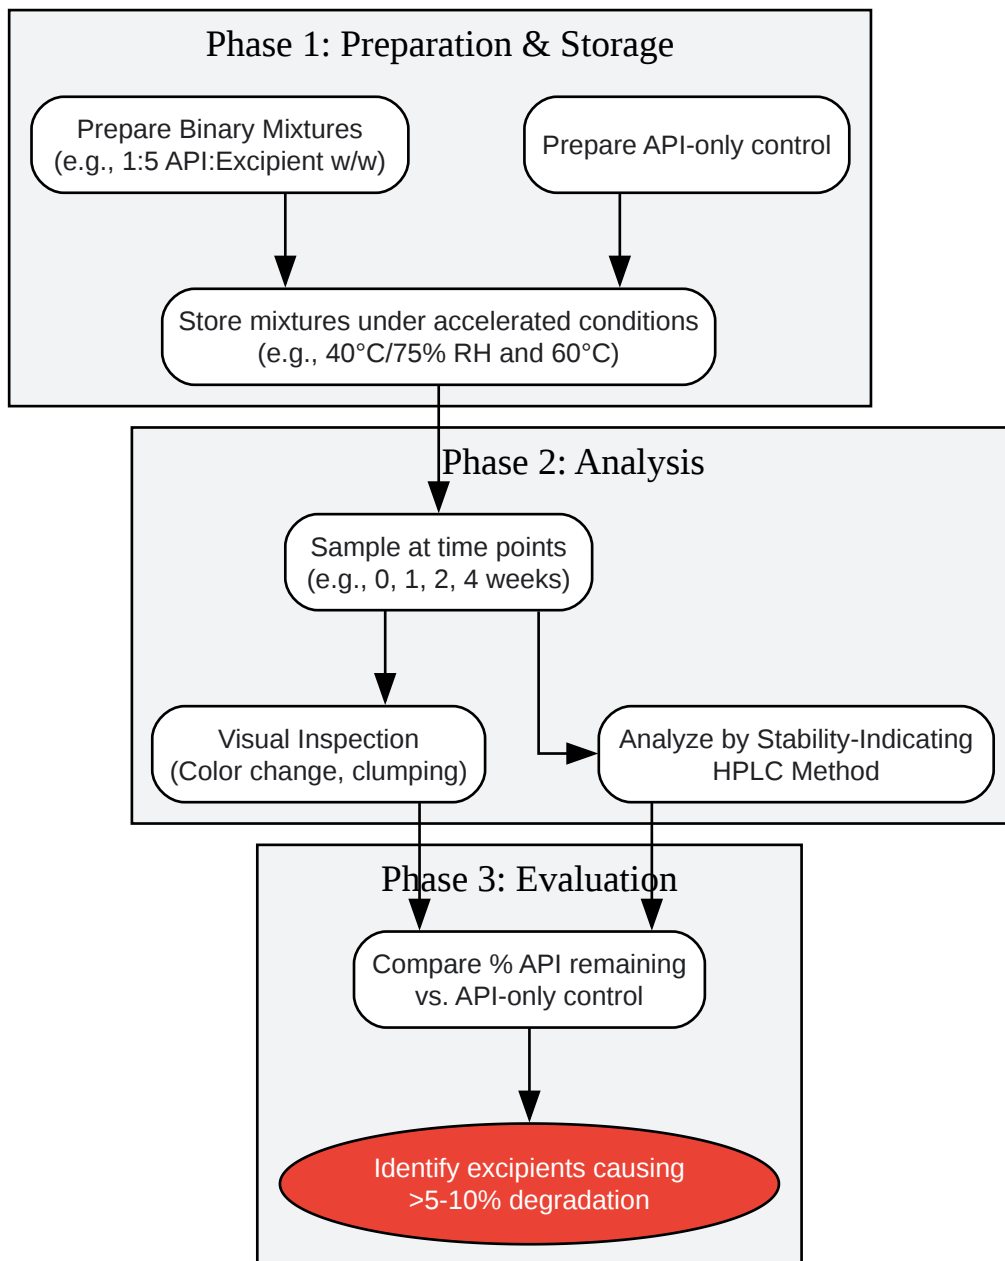 Phase 1: Preparation & Storage
Prepare Binary Mixtures
(e.g., 1:5 API:Excipient w/w)
Prepare API-only control
Store mixtures under accelerated conditions
(e.g., 40°C/75% RH and 60°C)
Phase 2: Analysis
Sample at time points
(e.g., 0, 1, 2, 4 weeks)
Visual Inspection
(Color change, clumping)
Analyze by Stability-Indicating
HPLC Method
Phase 3: Evaluation
Compare % API remaining
vs. API-only control
Identify excipients causing
>5-10% degradation